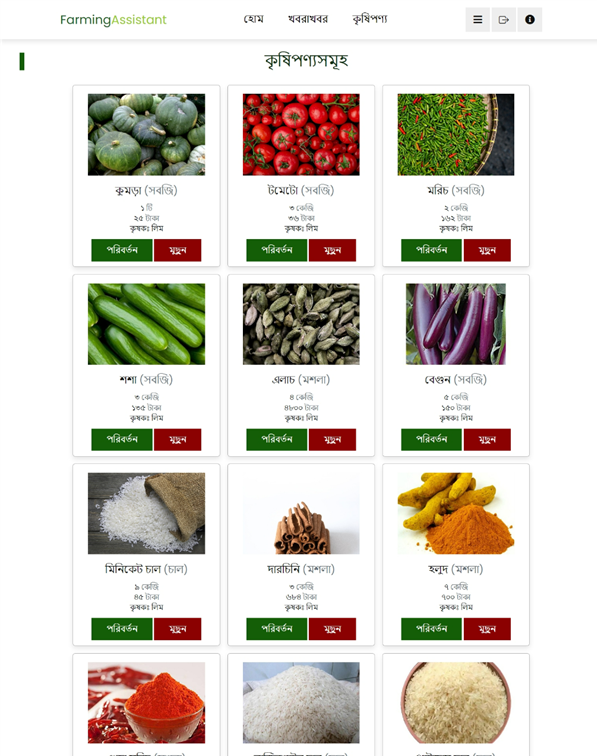 FarmingAssistant
হোম
খবরাখবর
কৃষিপণ্য
কৃষিপণ্যসমূহ
কুমড়া (সবজি)
১ টি
২৫ টাকা
কৃষকঃ লিম
পরিবর্তন
মুছুন
টমেটো (সবজি)
৩ কেজি
৩৬ টাকা
কৃষকঃ লিম
পরিবর্তন
মুছুন
মরিচ (সবজি)
২ কেজি
১৬২ টাকা
কৃষকঃ লিম
পরিবর্তন
মুছুন
শশা (সবজি)
৩ কেজি
১৩৫ টাকা
কৃষকঃ লিম
পরিবর্তন
মুছুন
এলাচ (মশলা)
৪ কেজি
৪৮০০ টাকা
কৃষকঃ লিম
পরিবর্তন
মুছুন
বেগুন (সবজি)
৫ কেজি
১৫০ টাকা
কৃষকঃ লিম
পরিবর্তন
মুছুন
মিনিকেট চাল (চাল)
৯ কেজি
৪৫ টাকা
কৃষকঃ লিম
পরিবর্তন
মুছুন
দারচিনি (মশলা)
৩ কেজি
৬৮৪ টাকা
কৃষকঃ লিম
পরিবর্তন
মুছুন
হলুদ (মশলা)
৭ কেজি
৭০০ টাকা
কৃষকঃ লিম
পরিবর্তন
মুছুন